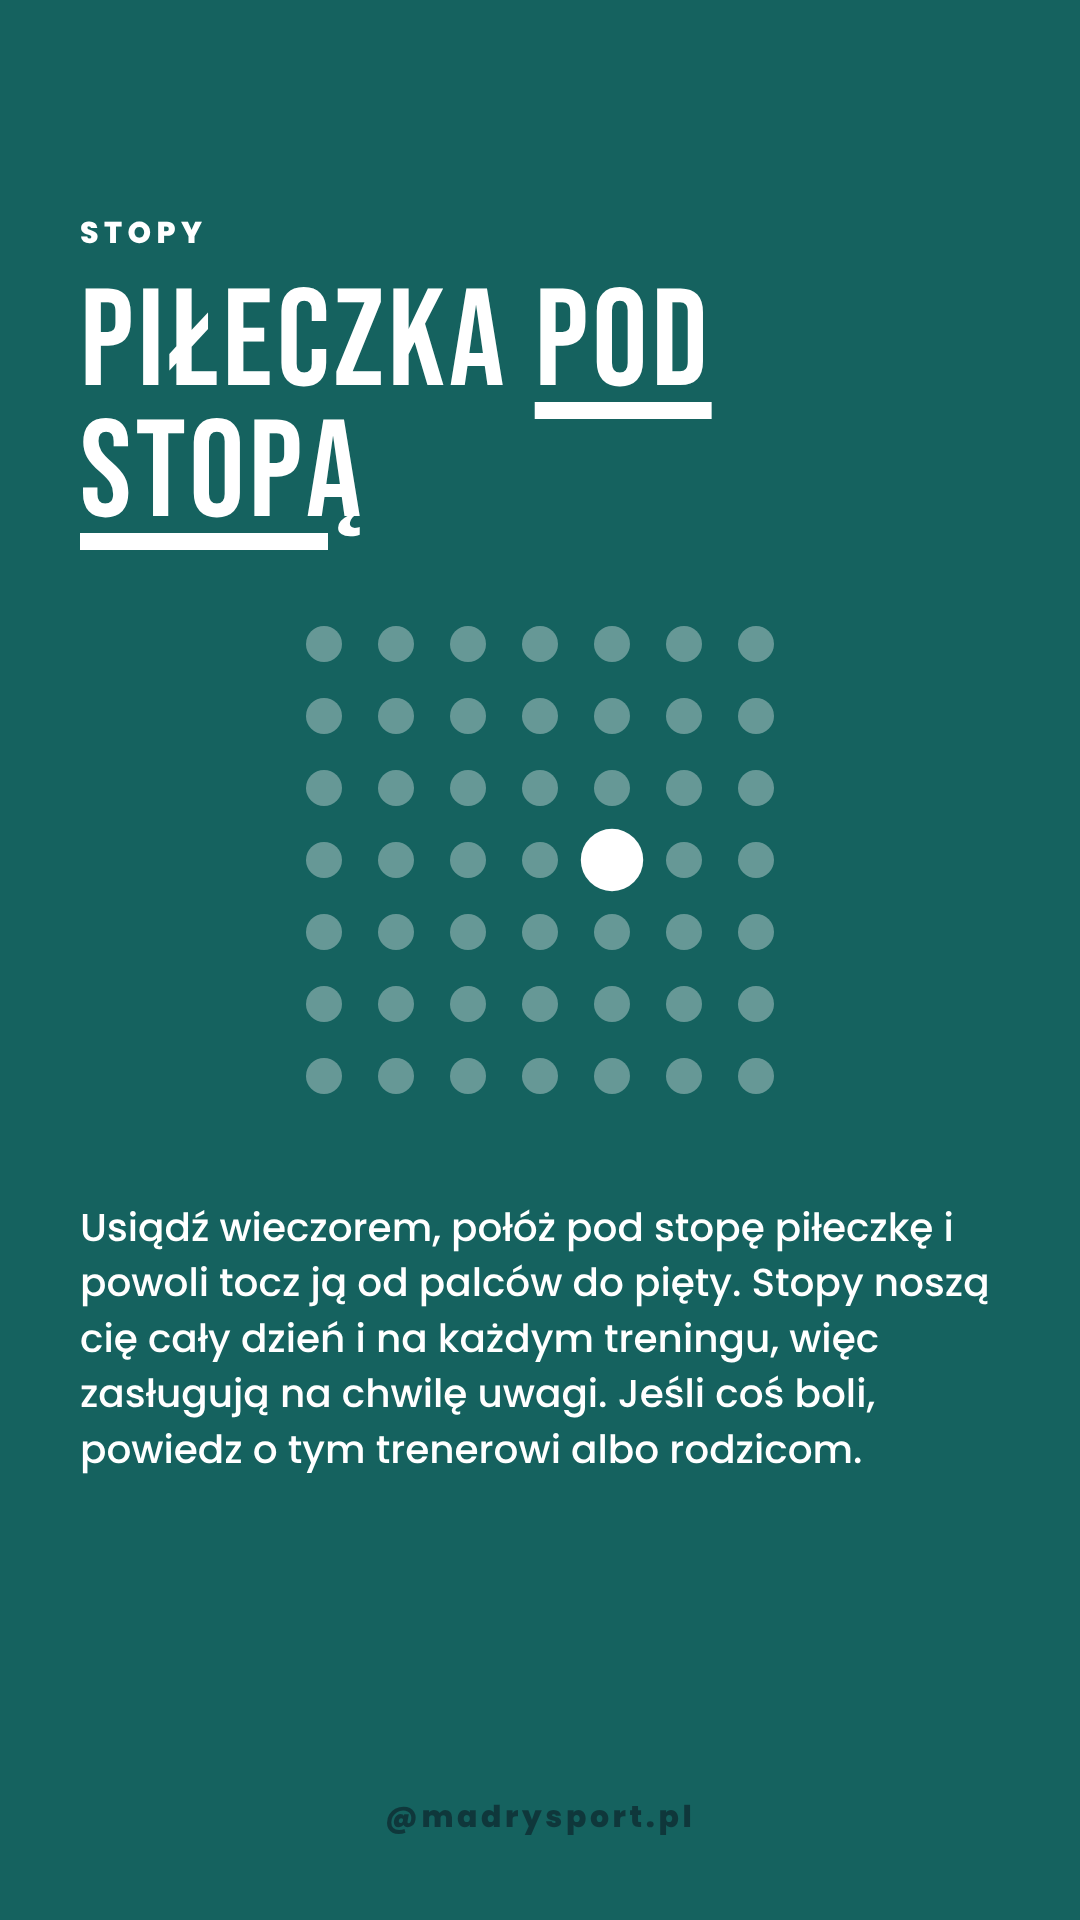 STOPY
PIŁECZKA POD
STOPĄ
Usiądź wieczorem, połóż pod stopę piłeczkę i
powoli tocz ją od palców do pięty. Stopy noszą
cię cały dzień i na każdym treningu, więc
zasługują na chwilę uwagi. Jeśli coś boli,
powiedz o tym trenerowi albo rodzicom.
@madrysport.pl